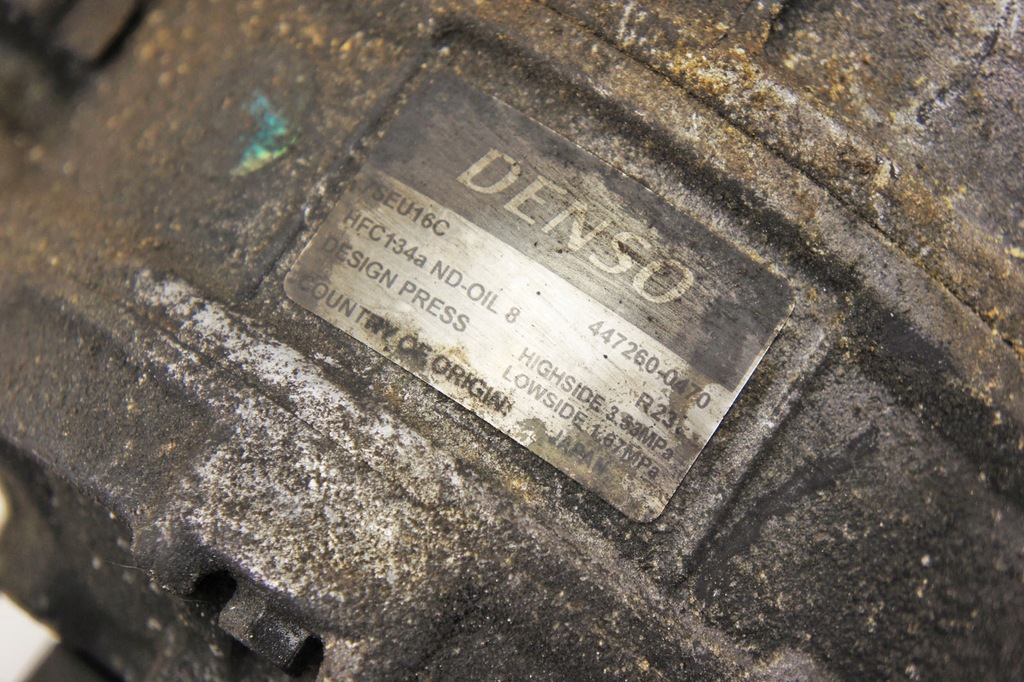 DENSO
6SEU16C 447260-0470
HFC134a ND-OIL 8
DESIGN PRESS HIGHSIDE 3.53MPa
LOWSIDE 1.67MPa
COUNTRY OF ORIGIN JAPAN